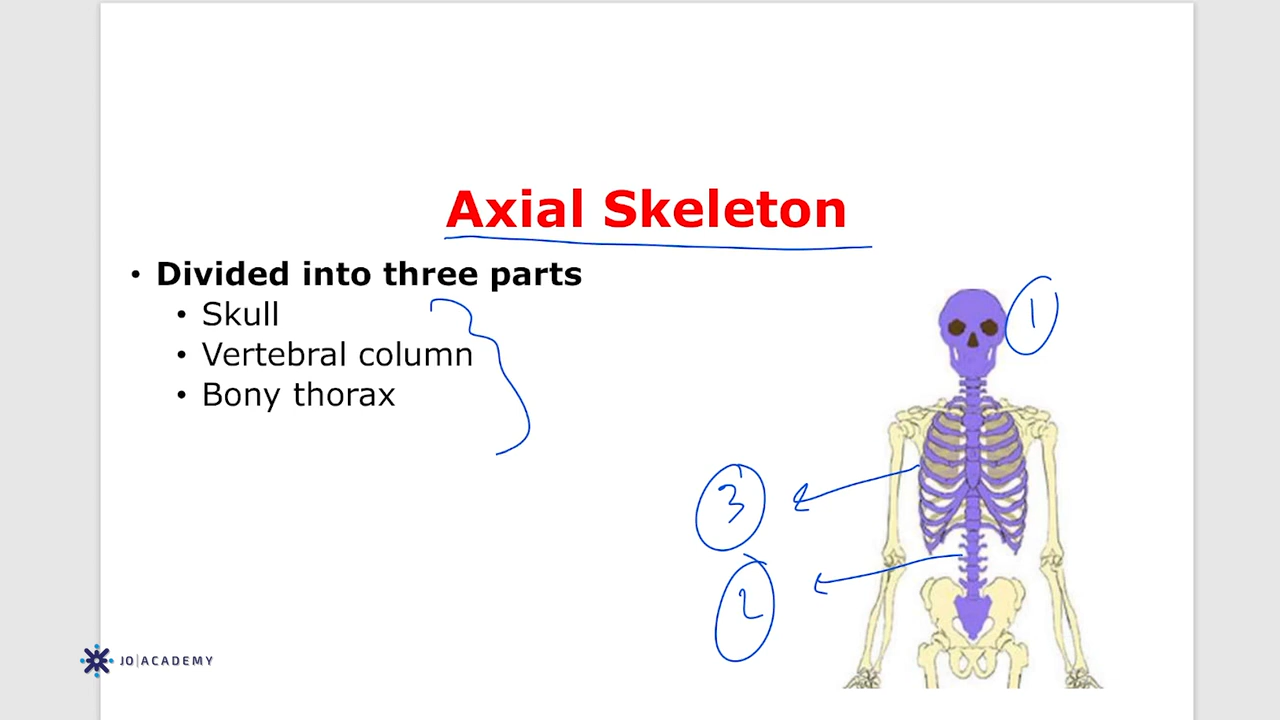 Axial Skeleton
• Divided into three parts
• Skull
• Vertebral column
• Bony thorax
1
3
2
JO|ACADEMY